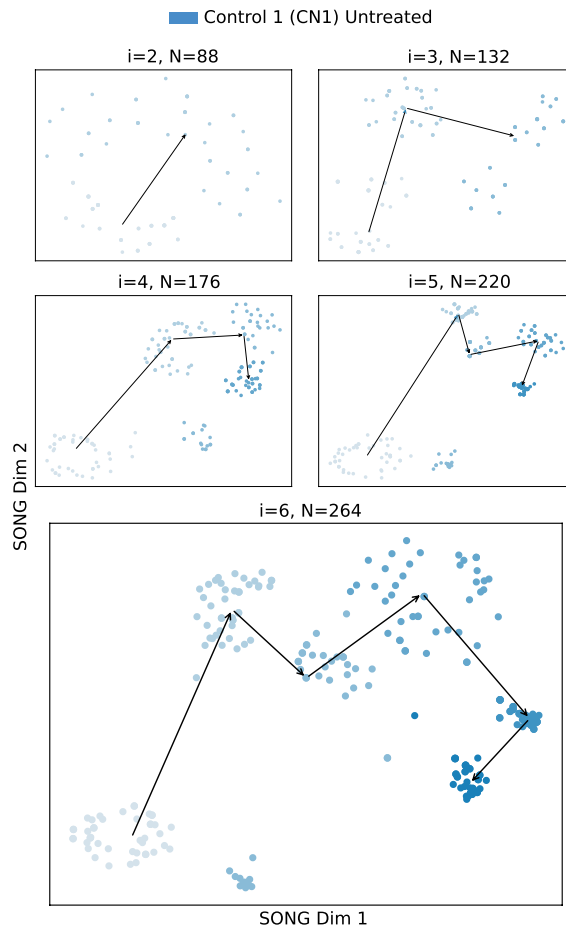 Control 1 (CN1) Untreated
i=2, N=88
i=3, N=132
i=4, N=176
i=5, N=220
SONG Dim 2
i=6, N=264
SONG Dim 1